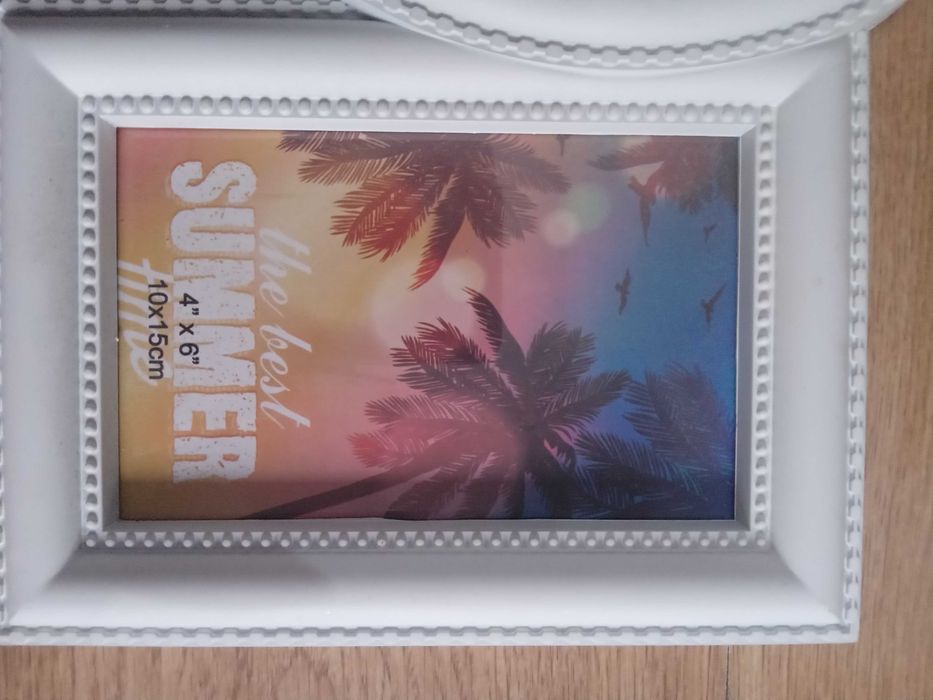 the best
SUMMER
time
4" x 6"
10x15cm